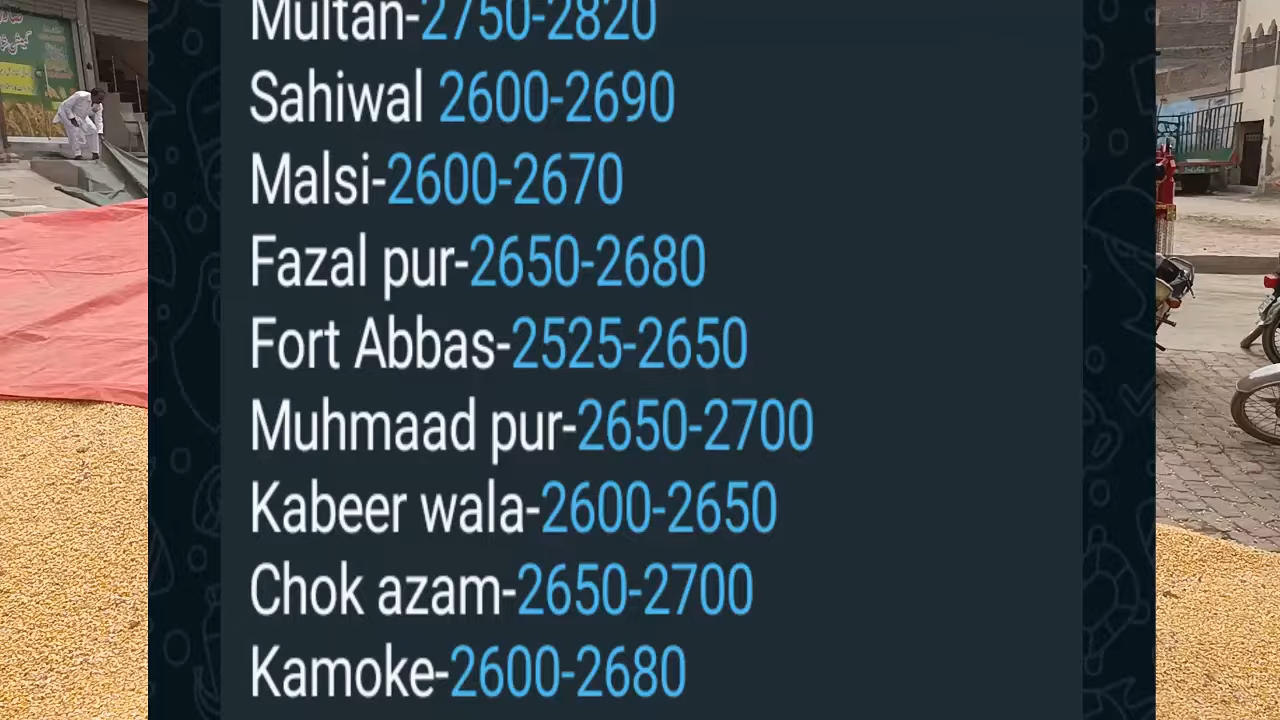 Multan-2750-2820
Sahiwal 2600-2690
Malsi-2600-2670
Fazal pur-2650-2680
Fort Abbas-2525-2650
Muhmaad pur-2650-2700
Kabeer wala-2600-2650
Chok azam-2650-2700
Kamoke-2600-2680